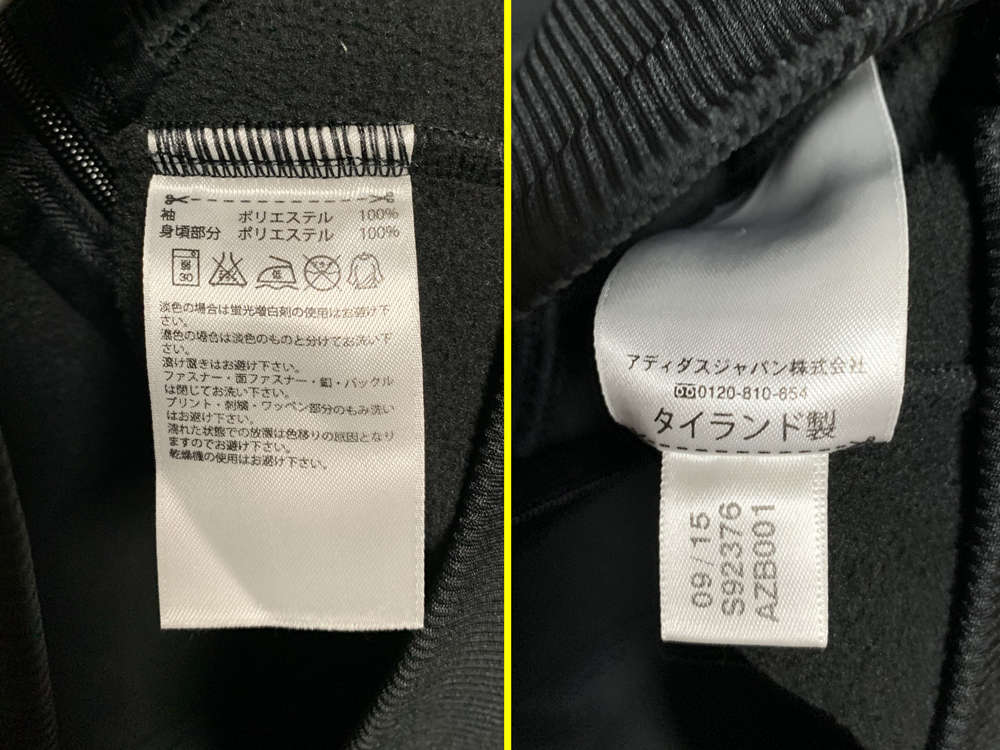 袖 ポリエステル 100%
身頃部分 ポリエステル 100%
30
淡色の場合は蛍光増白剤の使用はお避け下
さい。
濃色の場合は淡色のものと分けてお洗い下
さい。
漬け置きはお避け下さい。
ファスナー・面ファスナー・釦・バックル
は閉じてお洗い下さい。
プリント・刺繍・ワッペン部分のもみ洗い
はお避け下さい。
濡れた状態での放置は色移りの原因となり
ますのでお避け下さい。
乾燥機の使用はお避け下さい。
アディダスジャパン株式会社
0120-810-654
タイランド製
09/15
S92376
AZB001